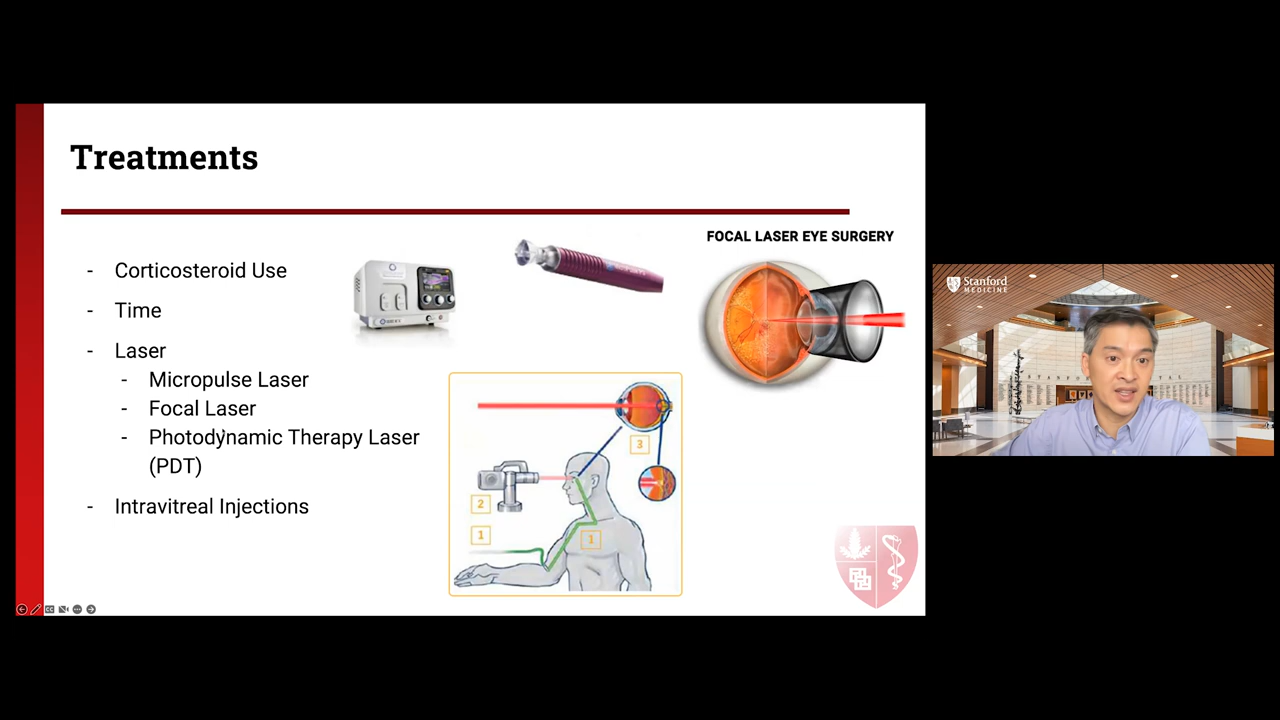 Treatments
FOCAL LASER EYE SURGERY
- Corticosteroid Use
- Time
- Laser
- Micropulse Laser
- Focal Laser
- Photodynamic Therapy Laser
(PDT)
- Intravitreal Injections
3
2
1
1
Stanford
MEDICINE